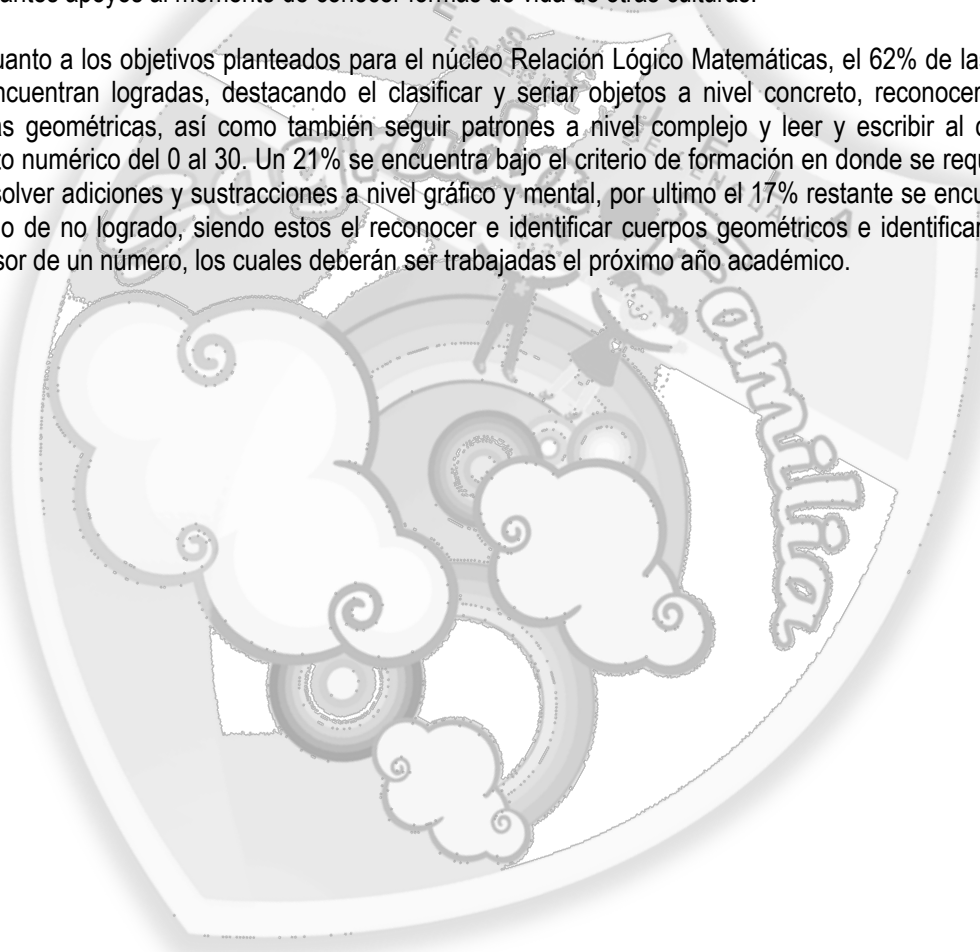 antes apoyos al momento de conocer formas de vida de otras culturas.
uanto a los objetivos planteados para el núcleo Relación Lógico Matemáticas, el 62% de la
ncuentran logradas, destacando el clasificar y seriar objetos a nivel concreto, reconocer
as geométricas, así como también seguir patrones a nivel complejo y leer y escribir al
to numérico del 0 al 30. Un 21% se encuentra bajo el criterio de formación en donde se requ
solver adiciones y sustracciones a nivel gráfico y mental, por ultimo el 17% restante se encu
o de no logrado, siendo estos el reconocer e identificar cuerpos geométricos e identificar
sor de un número, los cuales deberán ser trabajadas el próximo año académico.
Sagrada
Familia